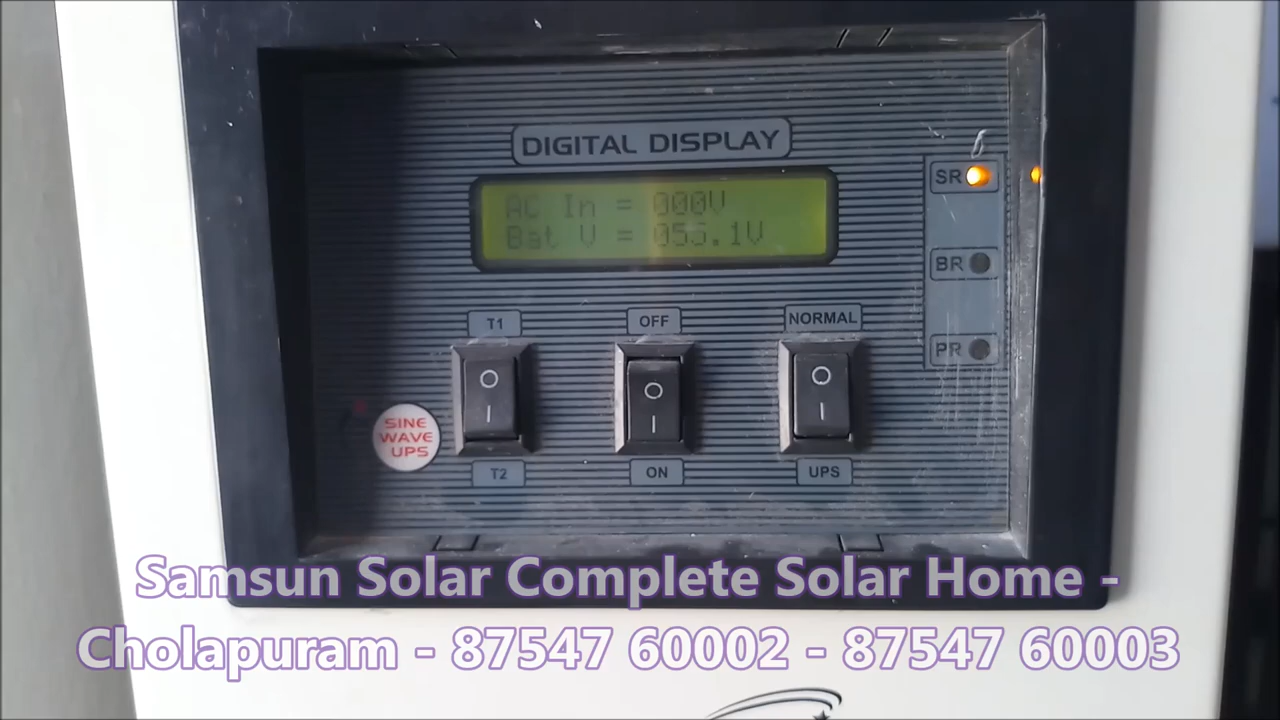 DIGITAL DISPLAY
AC In = 000V
Bat V = 055.1V
SR
BR
PR
T1
OFF
NORMAL
SINE
WAVE
UPS
T2
ON
UPS
Samsun Solar Complete Solar Home -
Cholapuram - 87547 60002 - 87547 60003